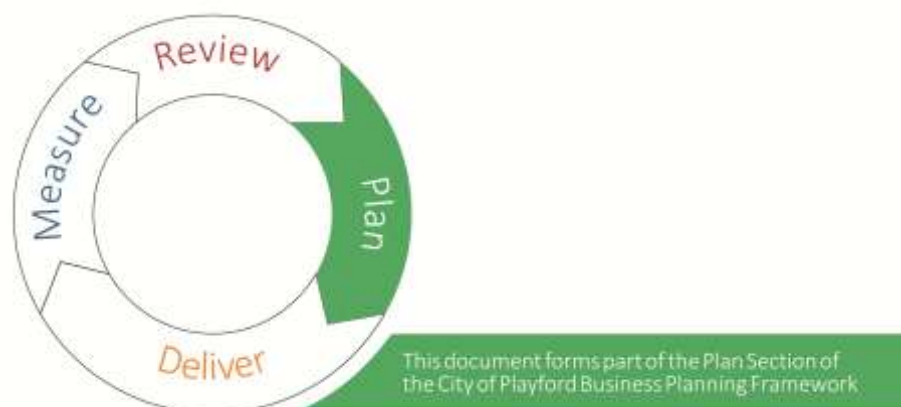 Review
Measure
Plan
Deliver
This document forms part of the Plan Section of
the City of Playford Business Planning Framework